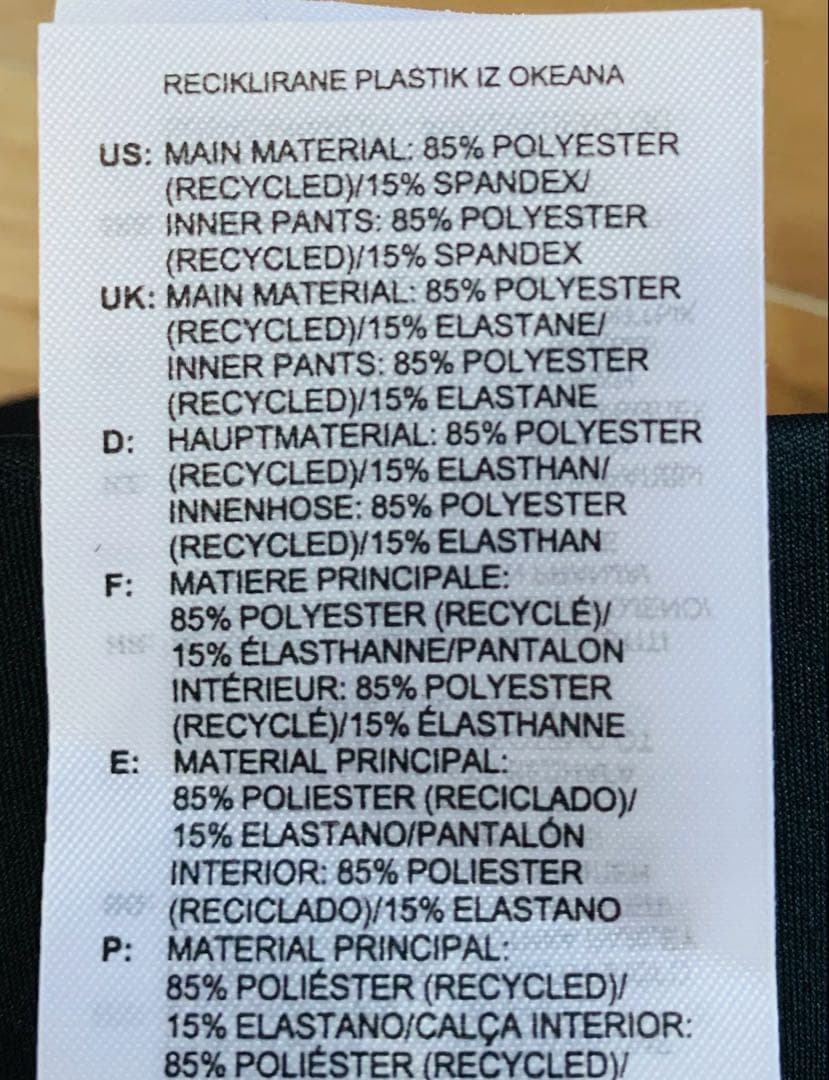 RECIKLIRANE PLASTIK IZ OKEANA
US: MAIN MATERIAL: 85% POLYESTER
(RECYCLED)/15% SPANDEX/
INNER PANTS: 85% POLYESTER
(RECYCLED)/15% SPANDEX
UK: MAIN MATERIAL: 85% POLYESTER
(RECYCLED)/15% ELASTANE/
INNER PANTS: 85% POLYESTER
(RECYCLED)/15% ELASTANE
D: HAUPTMATERIAL: 85% POLYESTER
(RECYCLED)/15% ELASTHAN/
INNENHOSE: 85% POLYESTER
(RECYCLED)/15% ELASTHAN
F: MATIERE PRINCIPALE:
85% POLYESTER (RECYCLÉ)/
15% ÉLASTHANNE/PANTALON
INTÉRIEUR: 85% POLYESTER
(RECYCLÉ)/15% ÉLASTHANNE
E: MATERIAL PRINCIPAL:
85% POLIESTER (RECICLADO)/
15% ELASTANO/PANTALÓN
INTERIOR: 85% POLIESTER
(RECICLADO)/15% ELASTANO
P: MATERIAL PRINCIPAL:
85% POLIÉSTER (RECYCLED)/
15% ELASTANO/CALÇA INTERIOR:
85% POLIÉSTER (RECYCLED)/